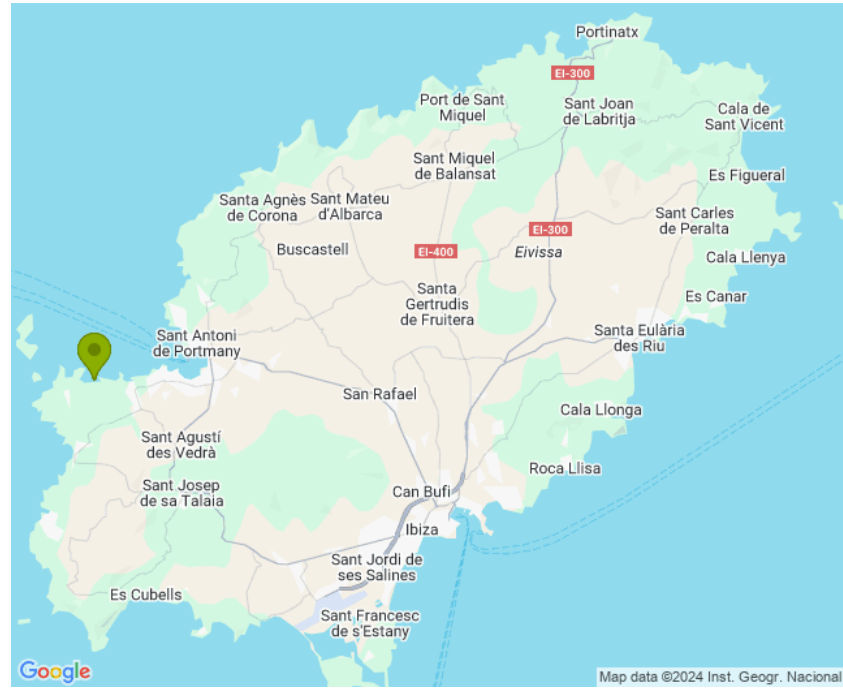 Portinatx
EI-300
Port de Sant
Miquel
Sant Joan
de Labritja
Cala de
Sant Vicent
Sant Miquel
de Balansat
Es Figueral
Santa Agnès
de Corona
Sant Mateu
d'Albarca
Sant Carles
de Peralta
EI-300
Buscastell
EI-400
Eivissa
Cala Llenya
Santa
Gertrudis
de Fruitera
Es Canar
Sant Antoni
de Portmany
Santa Eulària
des Riu
San Rafael
Cala Llonga
Sant Agustí
des Vedrà
Roca Llisa
Sant Josep
de sa Talaia
Can Bufi
Ibiza
Sant Jordi de
ses Salines
Es Cubells
Sant Francesc
de s'Estany
Google
Map data ©2024 Inst. Geogr. Nacional